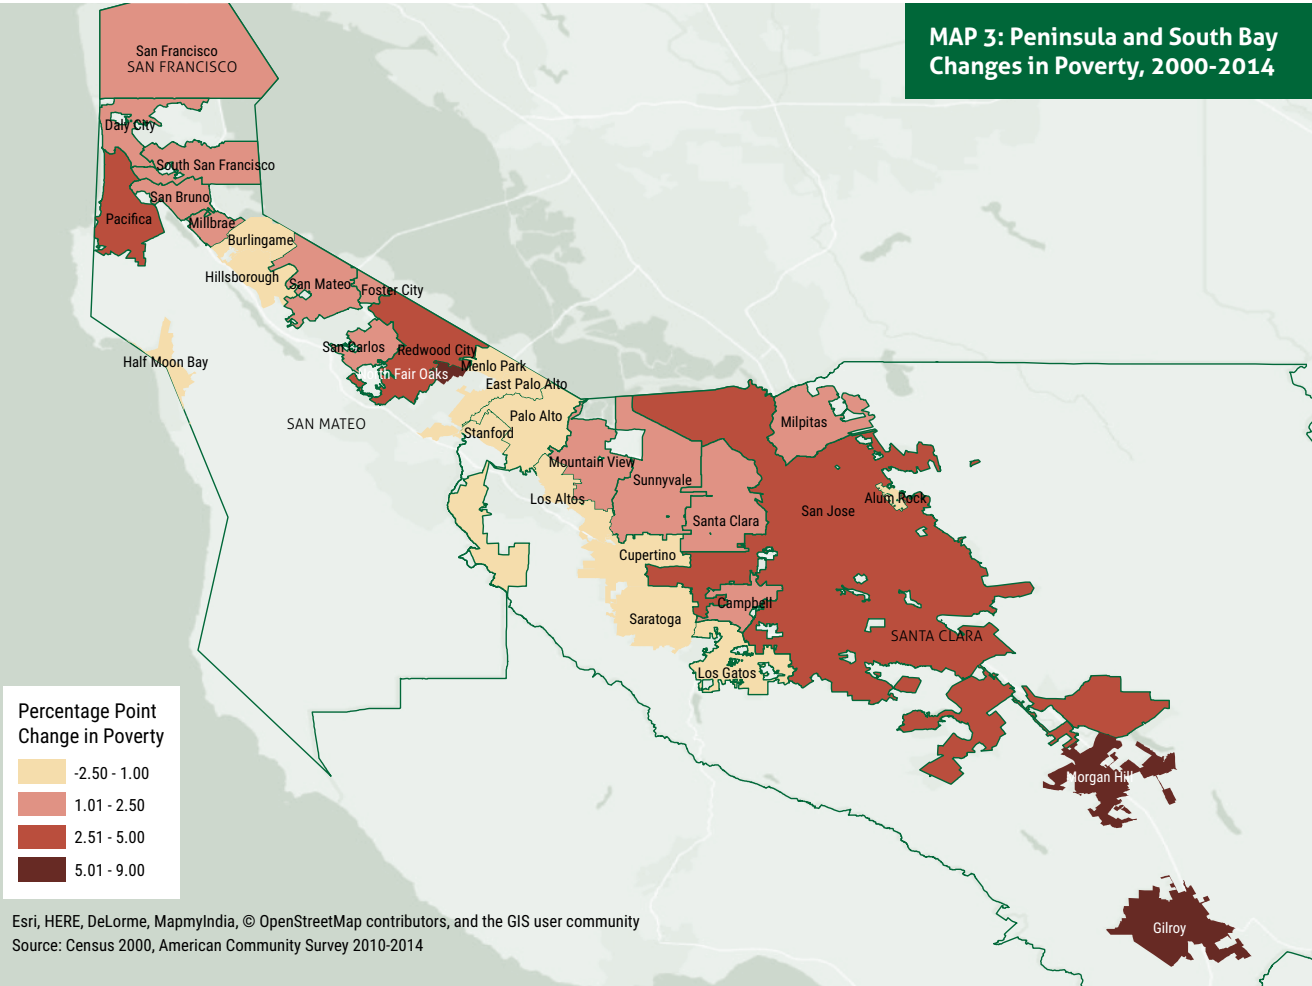 MAP 3: Peninsula and South Bay
Changes in Poverty, 2000-2014
San Francisco
SAN FRANCISCO
Daly City
South San Francisco
San Bruno
Pacifica
Millbrae
Burlingame
Hillsborough
San Mateo
Foster City
San Carlos
Redwood City
Half Moon Bay
Menlo Park
North Fair Oaks
East Palo Alto
Palo Alto
SAN MATEO
Stanford
Milpitas
Mountain View
Sunnyvale
Los Altos
Alum Rock
San Jose
Santa Clara
Cupertino
Campbell
Saratoga
SANTA CLARA
Los Gatos
Morgan Hill
Gilroy
Percentage Point
Change in Poverty
-2.50 - 1.00
1.01 - 2.50
2.51 - 5.00
5.01 - 9.00
Esri, HERE, DeLorme, MapmyIndia, © OpenStreetMap contributors, and the GIS user community
Source: Census 2000, American Community Survey 2010-2014